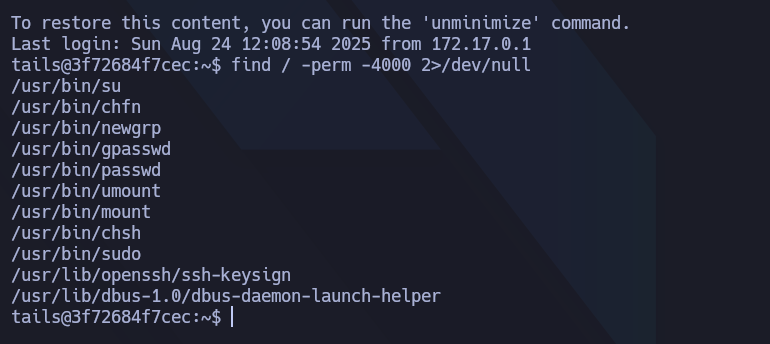 To restore this content, you can run the 'unminimize' command.
Last login: Sun Aug 24 12:08:54 2025 from 172.17.0.1
tails@3f72684f7cec:~$ find / -perm -4000 2>/dev/null
/usr/bin/su
/usr/bin/chfn
/usr/bin/newgrp
/usr/bin/gpasswd
/usr/bin/passwd
/usr/bin/umount
/usr/bin/mount
/usr/bin/chsh
/usr/bin/sudo
/usr/lib/openssh/ssh-keysign
/usr/lib/dbus-1.0/dbus-daemon-launch-helper
tails@3f72684f7cec:~$